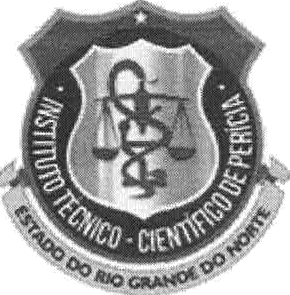 INSTITUTO TÉCNICO - CIENTÍFICO DE PERÍCIA
ESTADO DO RIO GRANDE DO NORTE